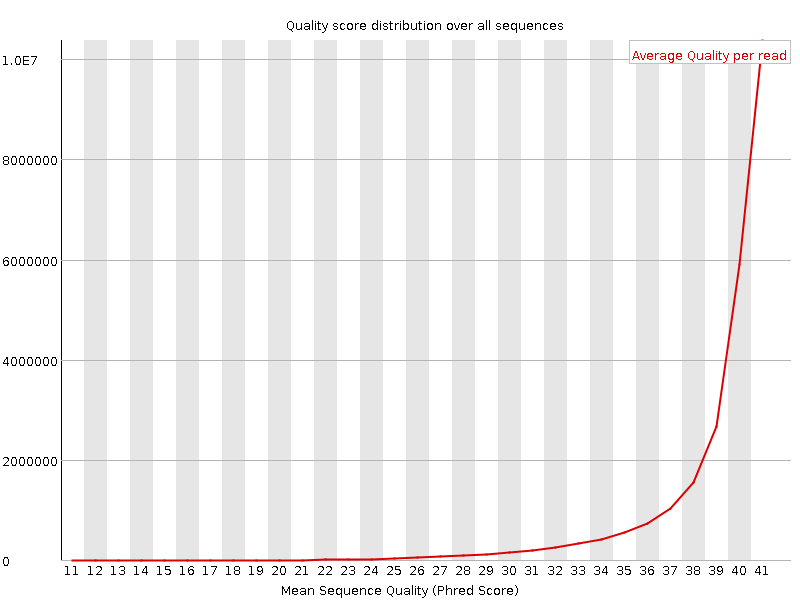 Quality score distribution over all sequences
Average Quality per read
1.0E7
8000000
6000000
4000000
2000000
0
11 12 13 14 15 16 17 18 19 20 21 22 23 24 25 26 27 28 29 30 31 32 33 34 35 36 37 38 39 40 41
Mean Sequence Quality (Phred Score)